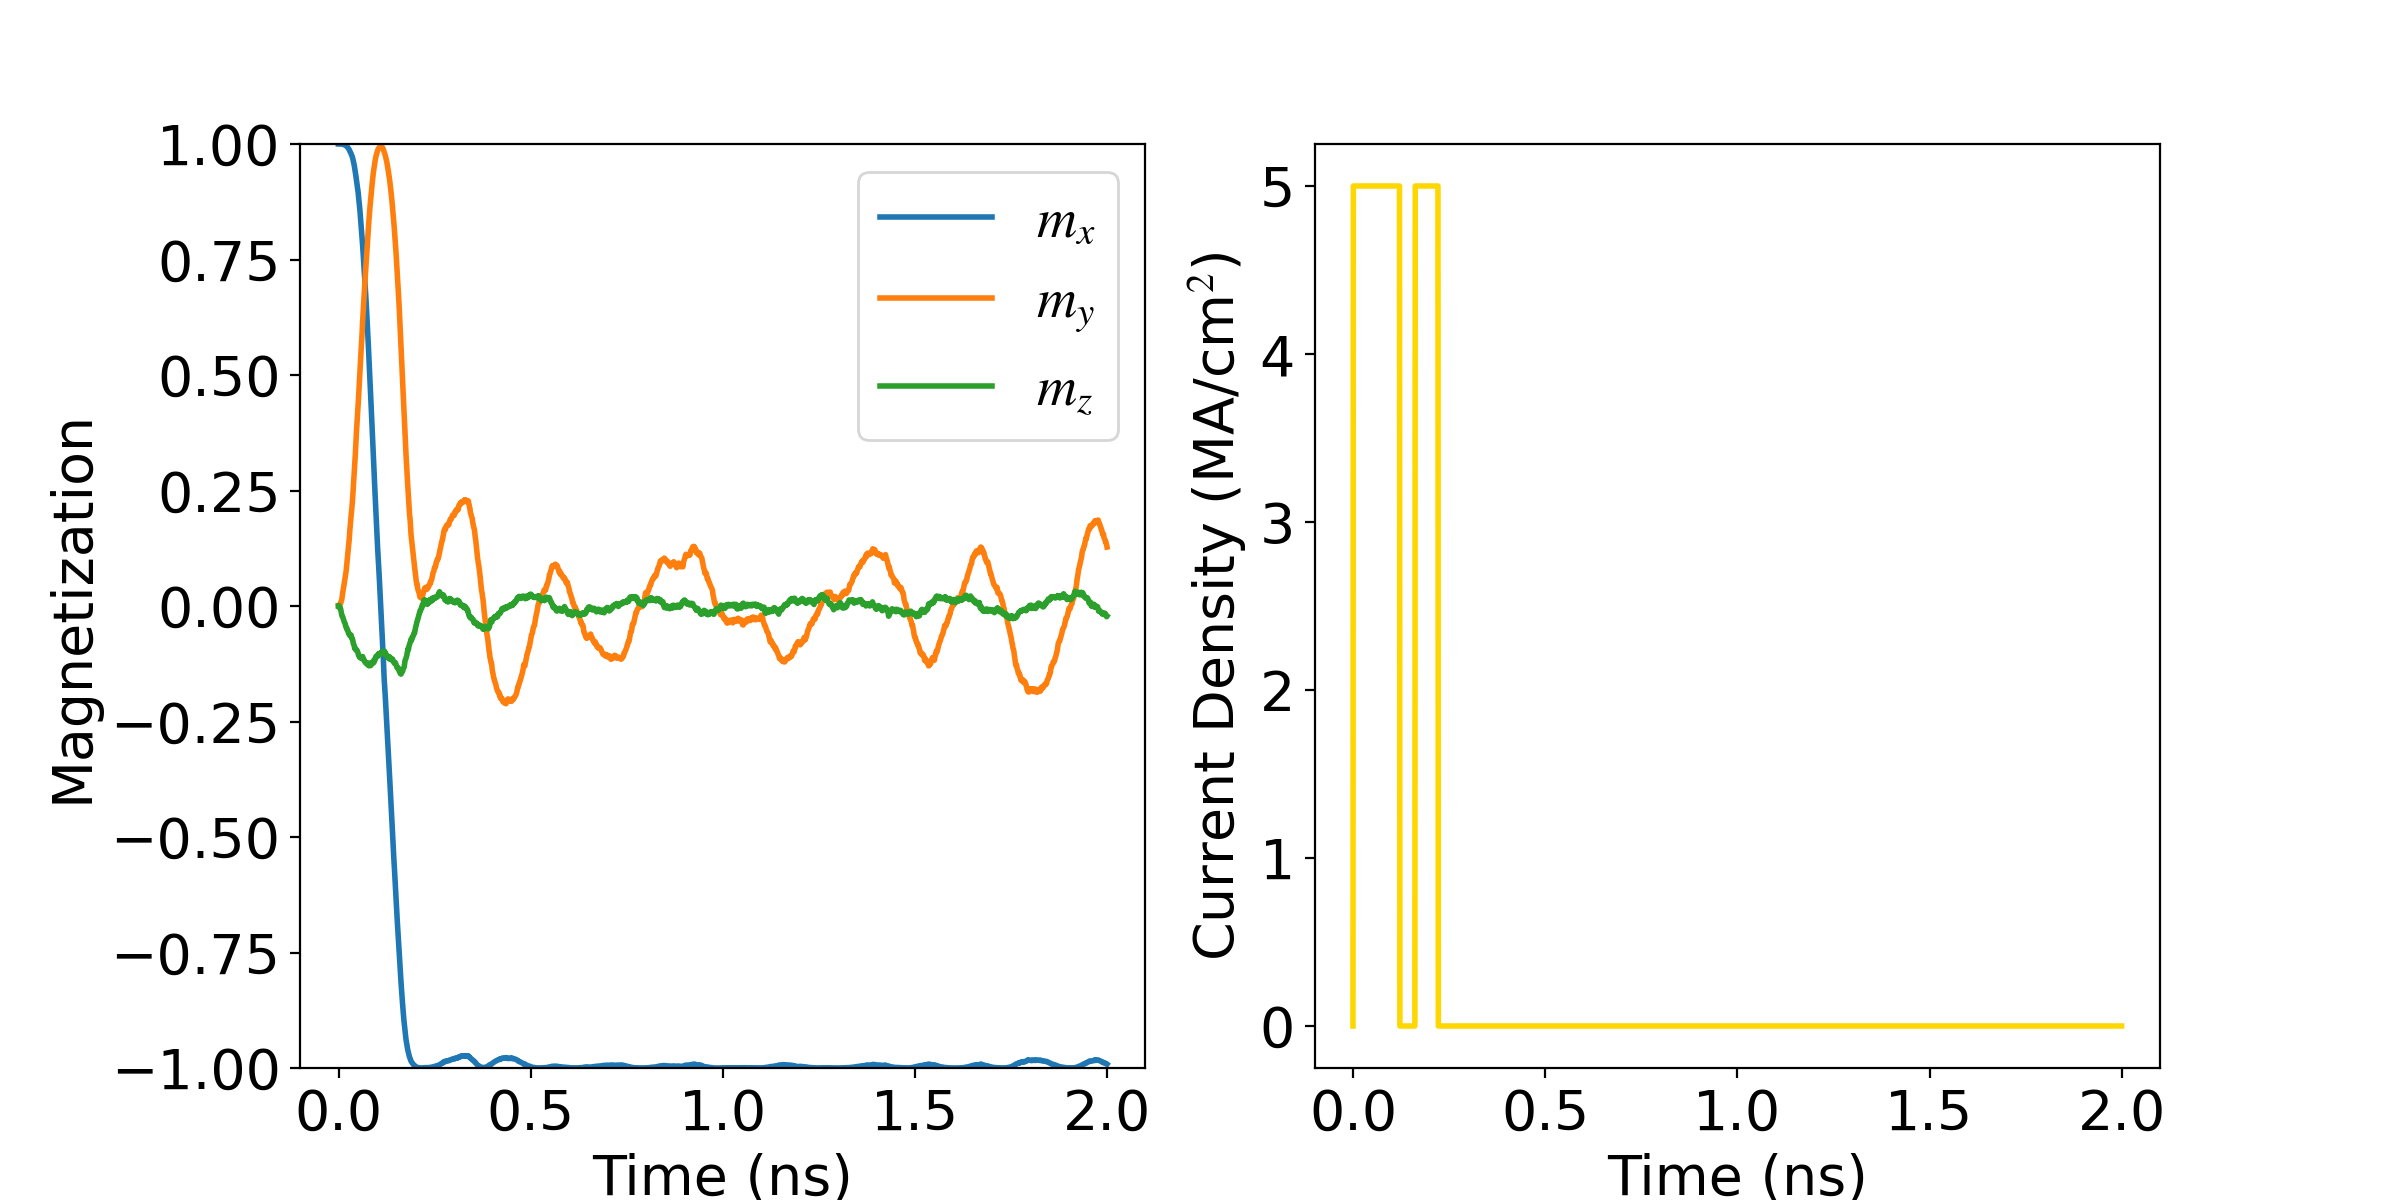 Magnetization
1.00
0.75
0.50
0.25
0.00
−0.25
−0.50
−0.75
−1.00
0.0 0.5 1.0 1.5 2.0
Time (ns)
m_x
m_y
m_z
Current Density (MA/cm²)
5
4
3
2
1
0
0.0 0.5 1.0 1.5 2.0
Time (ns)